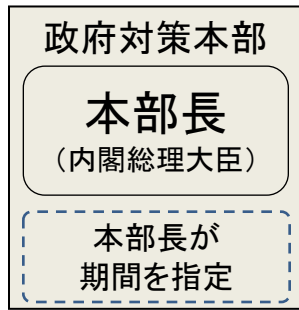 政府対策本部
本部長
（内閣総理大臣）
本部長が
期間を指定